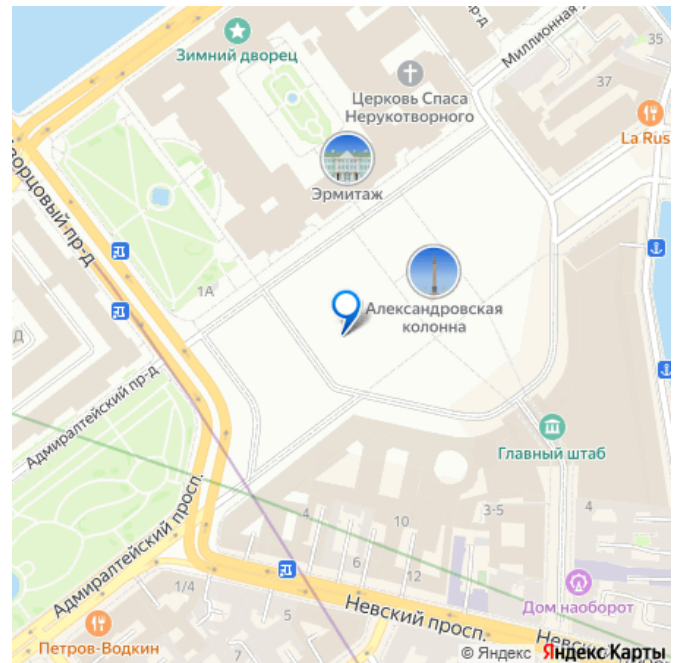 Зимний дворец
Миллионная
35
37
Церковь Спаса
Нерукотворного
La Rus
Эрмитаж
Дворцовый пр-д
1А
Александровская
колонна
Д
Адмиралтейский пр-д
Главный штаб
Адмиралтейский просп.
4
10
3-5
4
6
12
1/4
7
5
Невский просп.
Дом наоборот
Петров-Водкин
Невс
© Яндекс Яндекс Карты